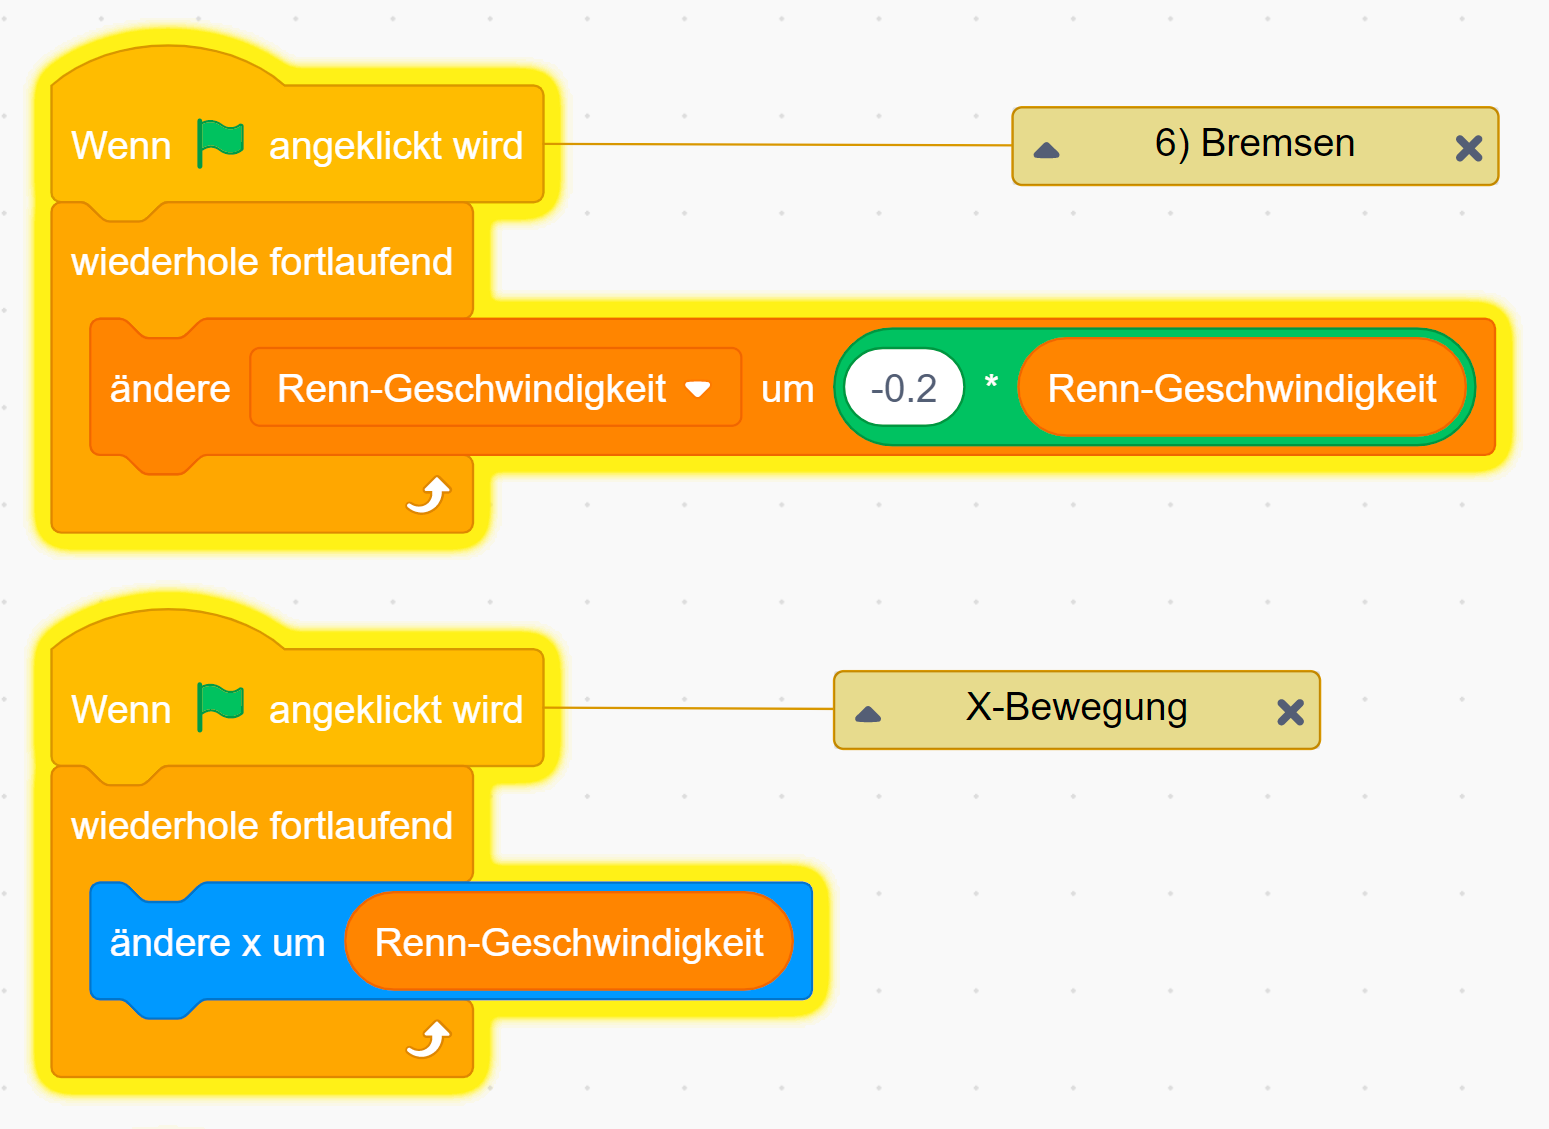 Wenn angeklickt wird
6) Bremsen
wiederhole fortlaufend
ändere Renn-Geschwindigkeit um -0.2 * Renn-Geschwindigkeit
Wenn angeklickt wird
X-Bewegung
wiederhole fortlaufend
ändere x um Renn-Geschwindigkeit